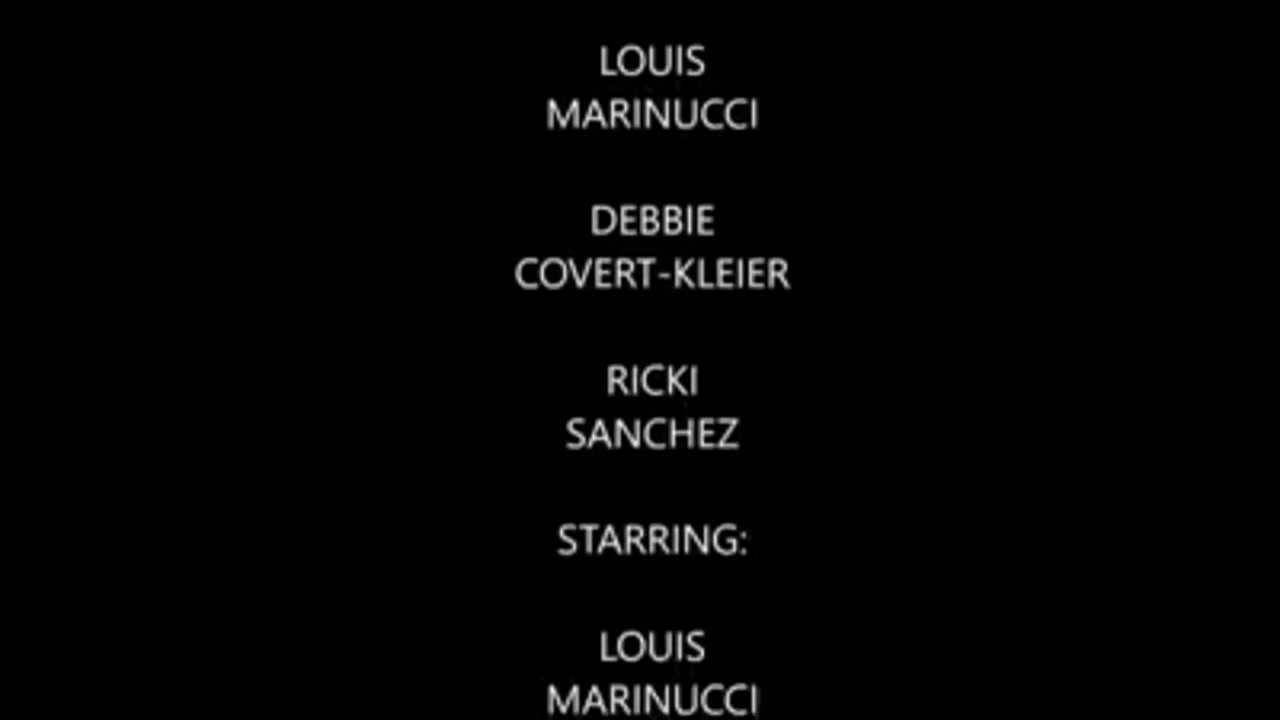 LOUIS
MARINUCCI
DEBBIE
COVERT-KLEIER
RICKI
SANCHEZ
STARRING:
LOUIS
MARINUCCI